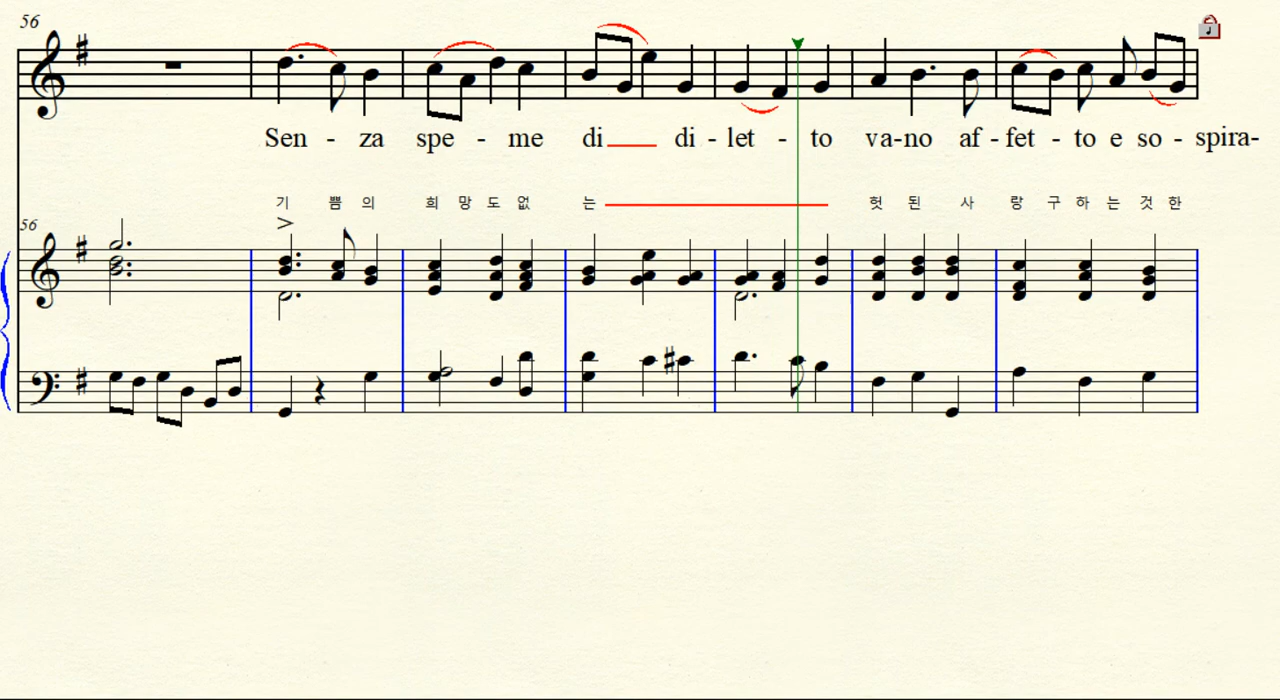 56
Sen - za spe - me di di - let - to va-no af - fet - to e so - spira-
기 쁨 의 희 망 도 없 는 헛 된 사 랑 구 하 는 것 한
56